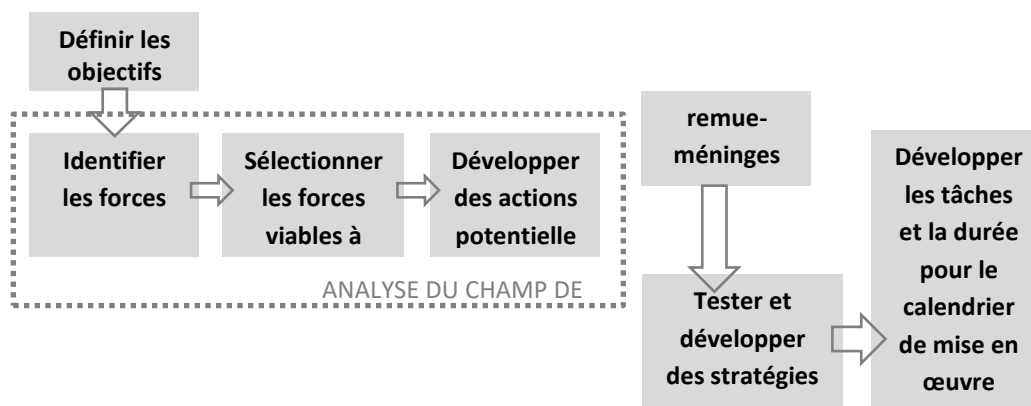 Définir les
objectifs
Identifier
les forces
Sélectionner
les forces
viables à
Développer
des actions
potentielle
ANALYSE DU CHAMP DE
remue-
méninges
Tester et
développer
des stratégies
Développer
les tâches
et la durée
pour le
calendrier
de mise en
œuvre